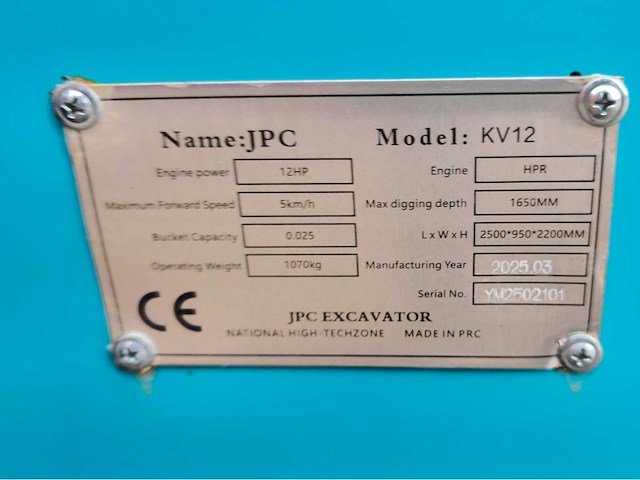 Name:JPC Model: KV12
Engine power 12HP Engine HPR
Maximum Forward Speed 5km/h Max digging depth 1650MM
Bucket Capacity 0.025 LxWxH 2500*950*2200MM
Operating Weight 1070kg Manufacturing Year 2025.03
Serial No. YM2502101
CE JPC EXCAVATOR
NATIONAL HIGH-TECHZONE MADE IN PRC